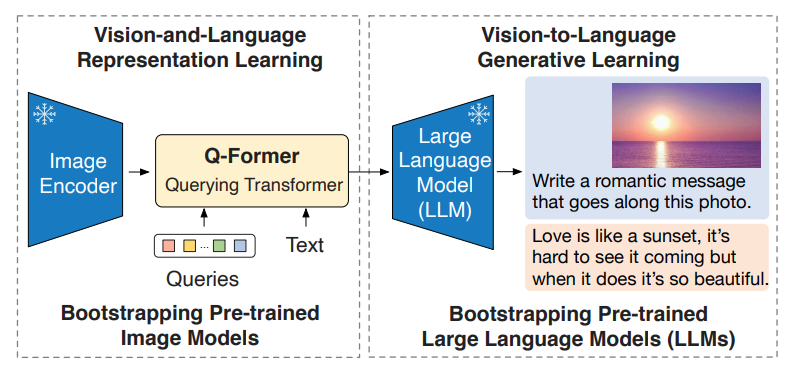 Vision-and-Language
Representation Learning
Image
Encoder
Q-Former
Querying Transformer
...
Queries
Text
Bootstrapping Pre-trained
Image Models
Vision-to-Language
Generative Learning
Large
Language
Model
(LLM)
Write a romantic message
that goes along this photo.
Love is like a sunset, it’s
hard to see it coming but
when it does it’s so beautiful.
Bootstrapping Pre-trained
Large Language Models (LLMs)